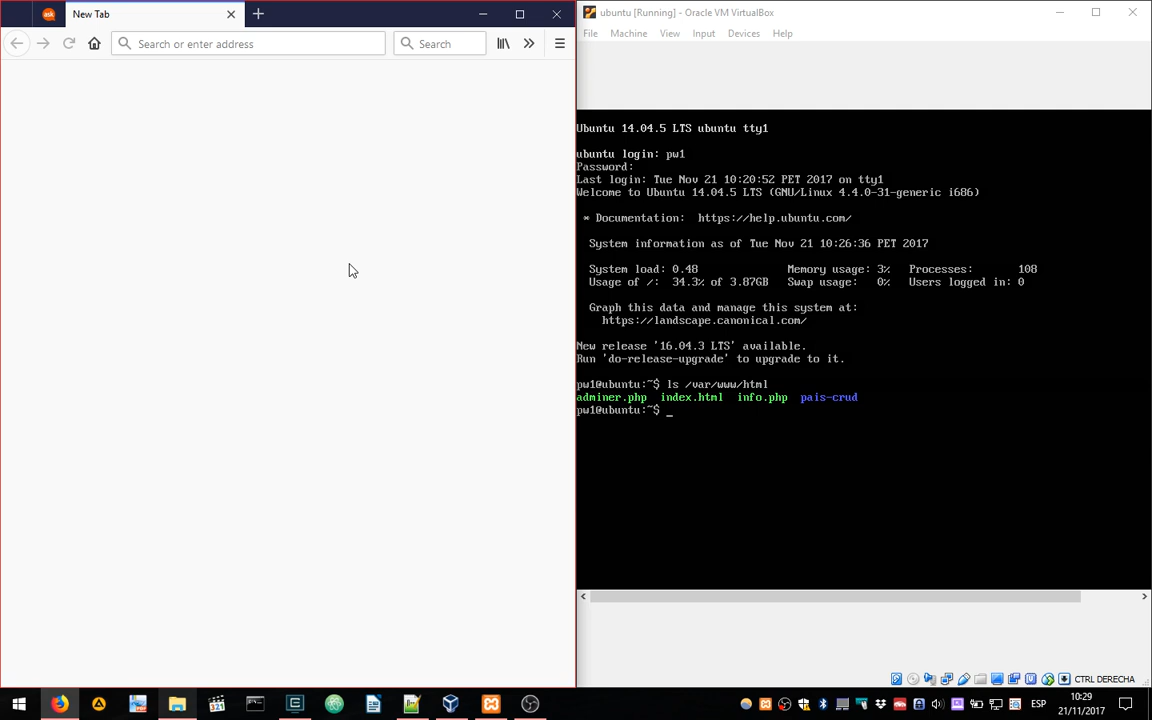 New Tab
Search or enter address
Search
ubuntu [Running] - Oracle VM VirtualBox
File Machine View Input Devices Help
Ubuntu 14.04.5 LTS ubuntu tty1
ubuntu login: pw1
Password:
Last login: Tue Nov 21 10:20:52 PET 2017 on tty1
Welcome to Ubuntu 14.04.5 LTS (GNU/Linux 4.4.0-31-generic i686)
* Documentation: https://help.ubuntu.com/
System information as of Tue Nov 21 10:26:36 PET 2017
System load: 0.48 Memory usage: 3% Processes: 108
Usage of /: 34.3% of 3.87GB Swap usage: 0% Users logged in: 0
Graph this data and manage this system at:
https://landscape.canonical.com/
New release '16.04.3 LTS' available.
Run 'do-release-upgrade' to upgrade to it.
pw1@ubuntu:~$ ls /var/www/html
adminer.php index.html info.php pais-crud
pw1@ubuntu:~$ _
CTRL DERECHA
ESP
10:29
21/11/2017